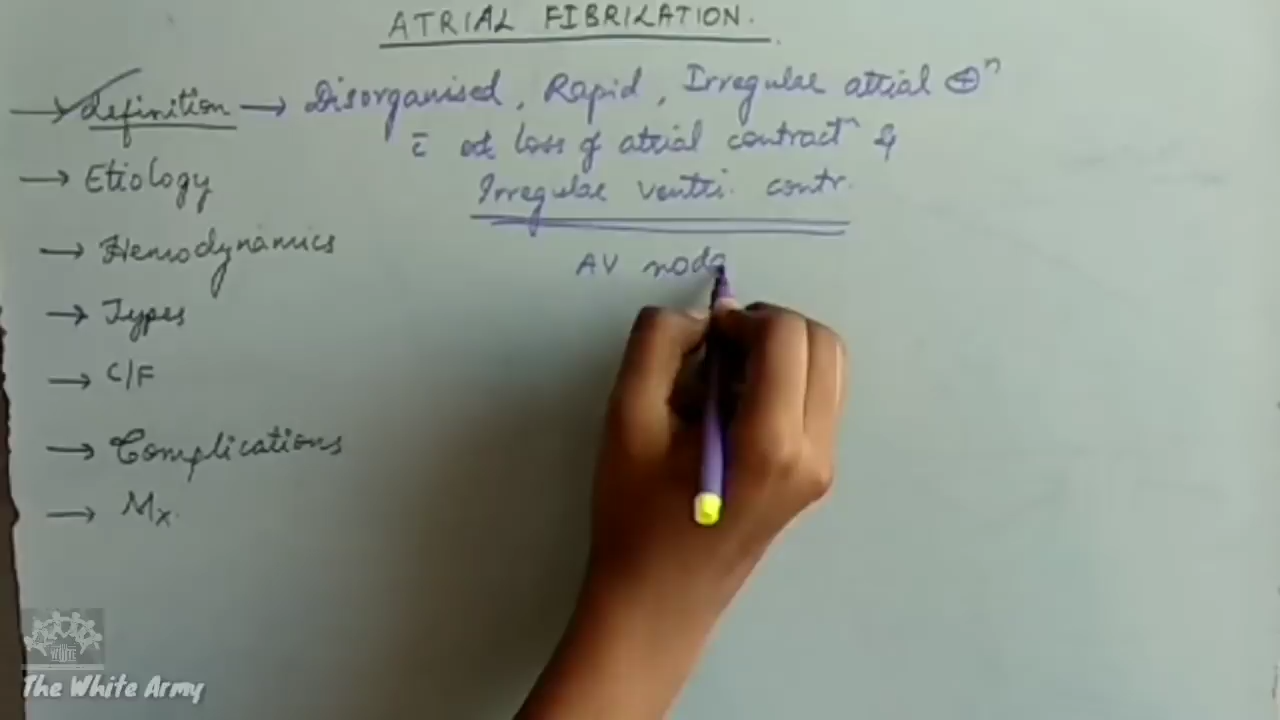 ATRIAL FIBRILATION.
→ definition → Disorganised, Rapid, Irregular atrial ⊕ⁿ
c̄ loss of atrial contractⁿ &
Irregular ventri. contr.
AV node
→ Etiology
→ Hemodynamics
→ Types
→ C/F
→ Complications
→ Mx.
WHITE
The White Army